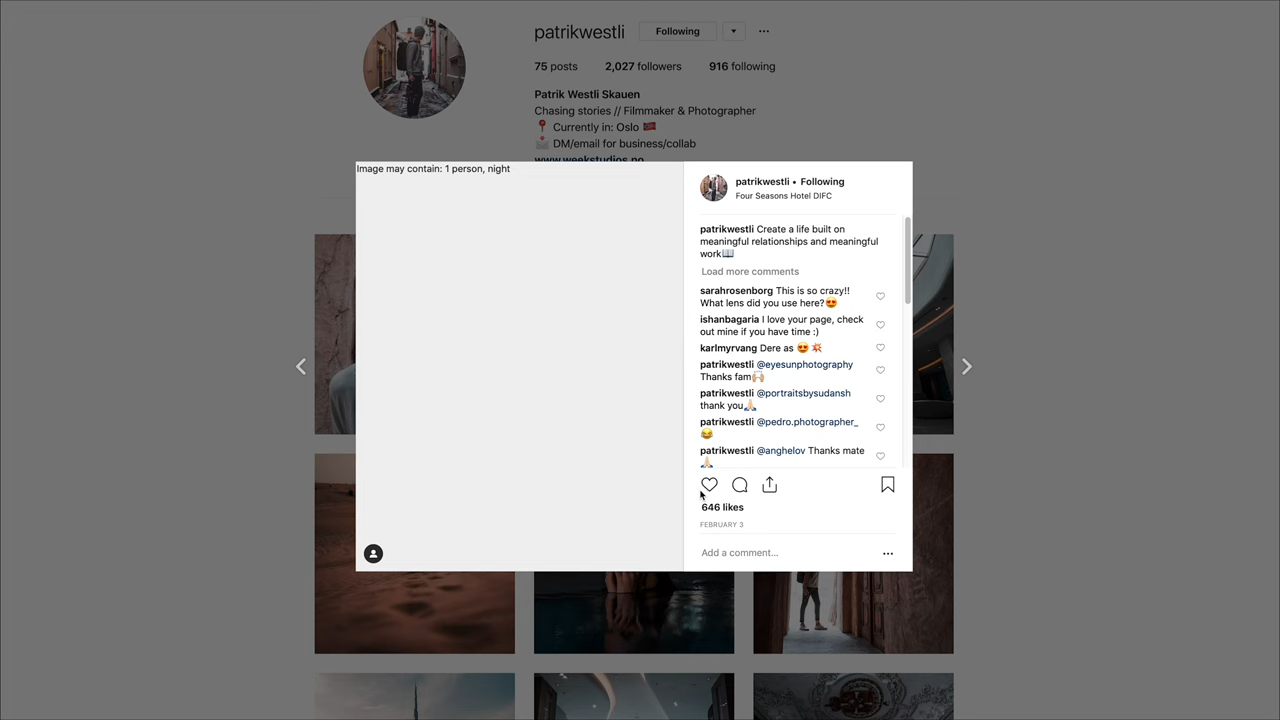 patrikwestli Following
75 posts 2,027 followers 916 following
Patrik Westli Skauen
Chasing stories // Filmmaker & Photographer
📍 Currently in: Oslo 🇳🇴
📩 DM/email for business/collab
www.weekstudios.no
Image may contain: 1 person, night
patrikwestli • Following
Four Seasons Hotel DIFC
patrikwestli Create a life built on
meaningful relationships and meaningful
work📖
Load more comments
sarahrosenborg This is so crazy!!
What lens did you use here?😍
ishanbagaria I love your page, check
out mine if you have time :)
karlmyrvang Dere as 😍 💥
patrikwestli @eyesunphotography
Thanks fam🙌🏼
patrikwestli @portraitsbysudansh
thank you🙏🏼
patrikwestli @pedro.photographer_
😂
patrikwestli @anghelov Thanks mate
🙏🏼
646 likes
FEBRUARY 3
Add a comment...